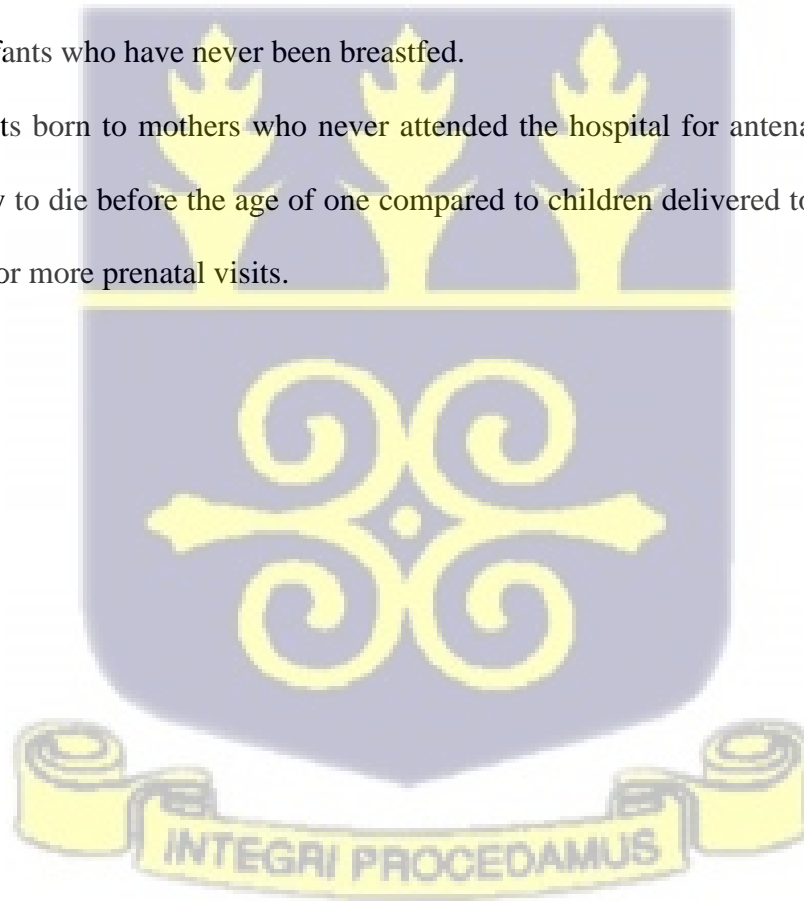 fants who have never been breastfed.
ts born to mothers who never attended the hospital for antena
y to die before the age of one compared to children delivered to
or more prenatal visits.
INTEGRI PROCEDAMUS